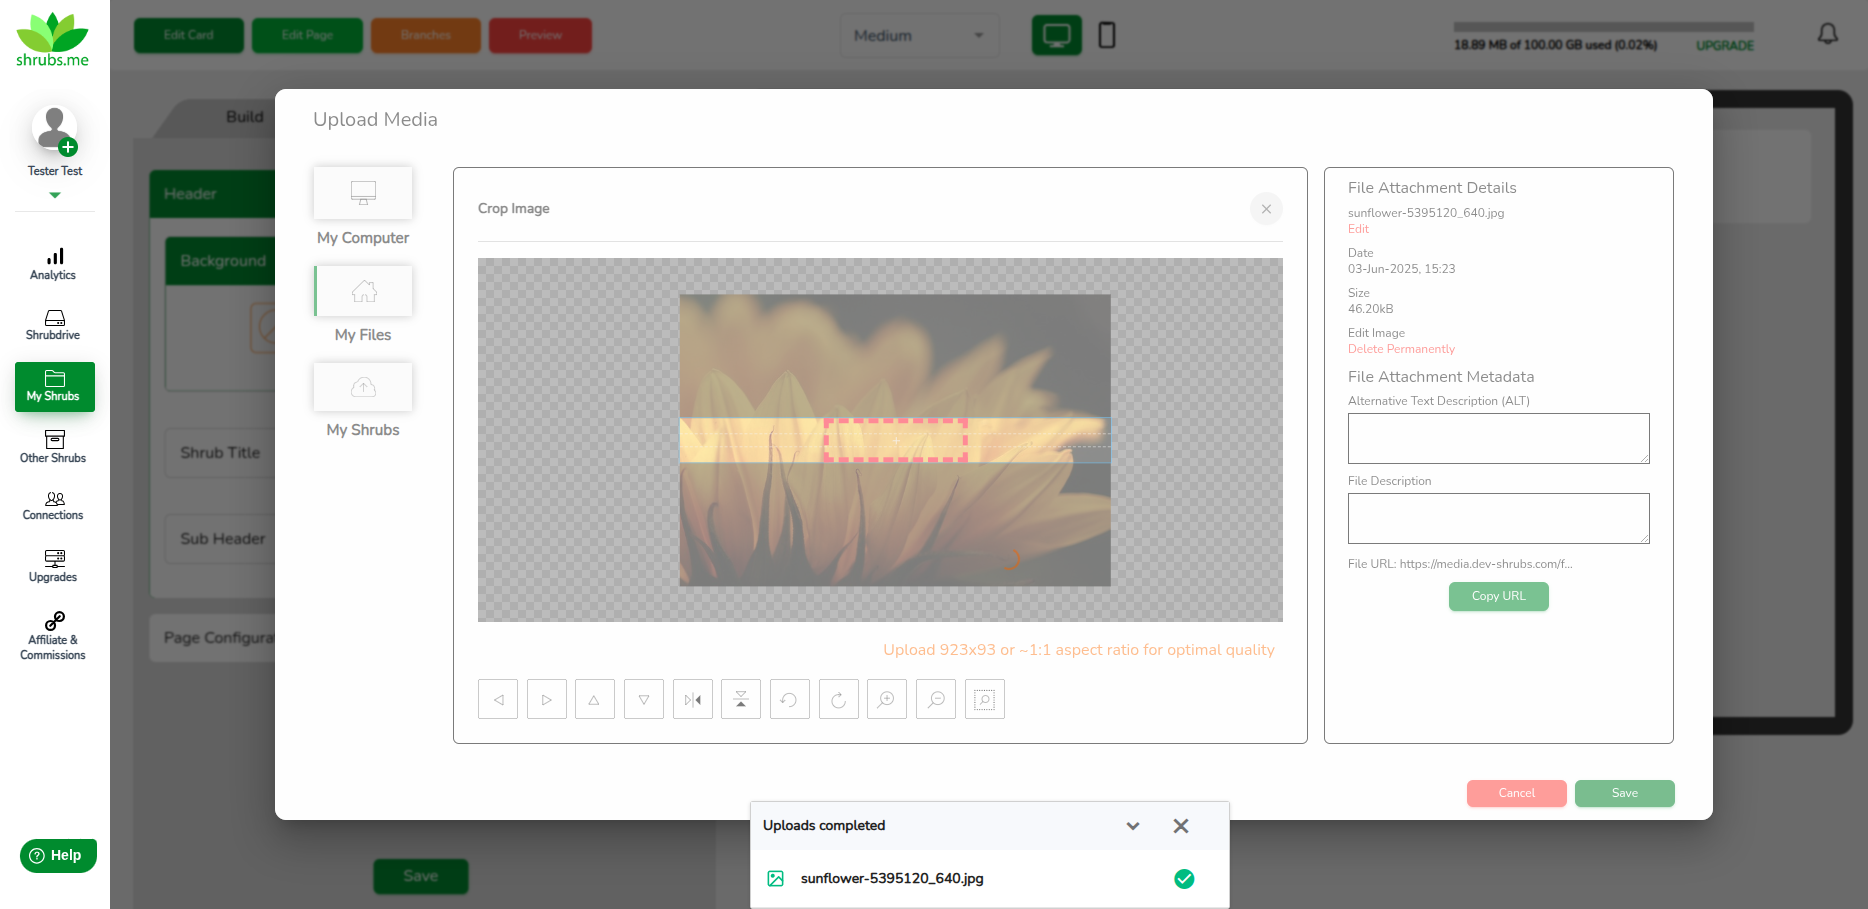 shrubs.me
Tester Test
Analytics
Shrubdrive
My Shrubs
Other Shrubs
Connections
Upgrades
Affiliate &
Commissions
Help
Edit Card
Edit Page
Branches
Preview
Medium
18.89 MB of 100.00 GB used (0.02%)
UPGRADE
Build
Header
Background
Shrub Title
Sub Header
Page Configurat
Save
Upload Media
My Computer
My Files
My Shrubs
Crop Image
Upload 923x93 or ~1:1 aspect ratio for optimal quality
File Attachment Details
sunflower-5395120_640.jpg
Edit
Date
03-Jun-2025, 15:23
Size
46.20kB
Edit Image
Delete Permanently
File Attachment Metadata
Alternative Text Description (ALT)
File Description
File URL: https://media.dev-shrubs.com/f...
Copy URL
Cancel
Save
Uploads completed
sunflower-5395120_640.jpg